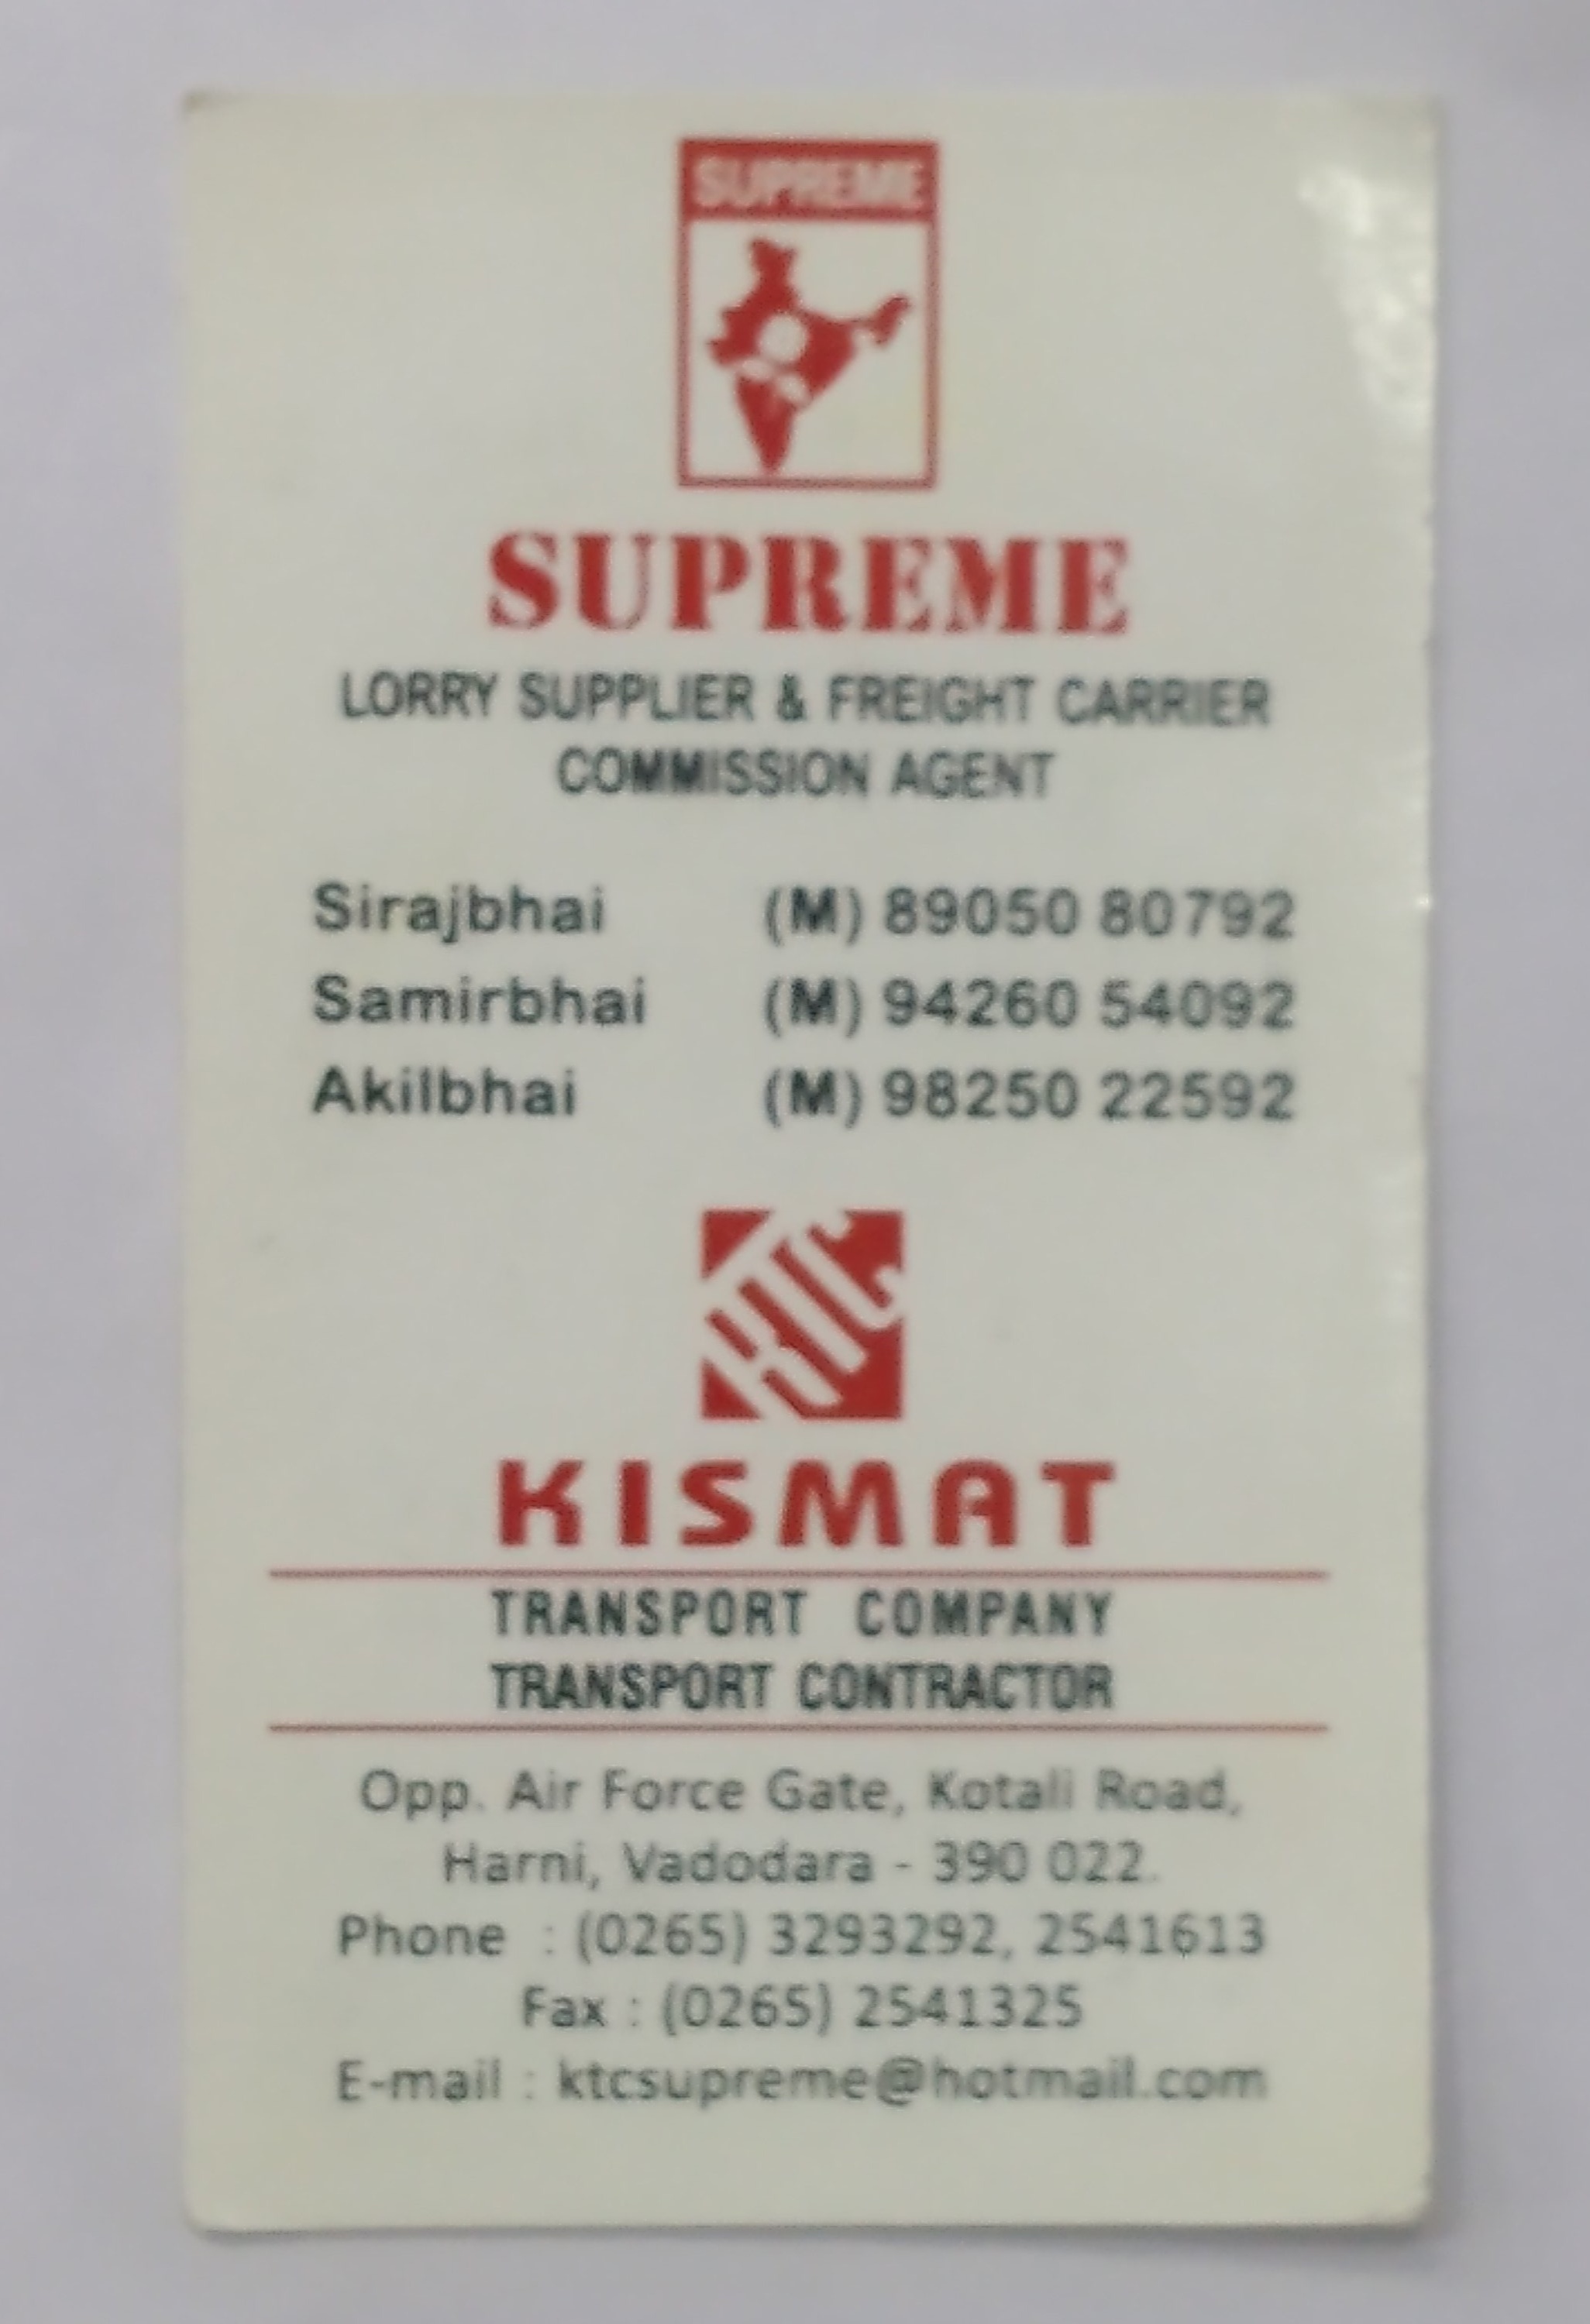 SUPREME
SUPREME
LORRY SUPPLIER & FREIGHT CARRIER
COMMISSION AGENT
Sirajbhai (M) 89050 80792
Samirbhai (M) 94260 54092
Akilbhai (M) 98250 22592
KTC
KISMAT
TRANSPORT COMPANY
TRANSPORT CONTRACTOR
Opp. Air Force Gate, Kotali Road,
Harni, Vadodara - 390 022.
Phone : (0265) 3293292, 2541613
Fax : (0265) 2541325
E-mail : ktcsupreme@hotmail.com